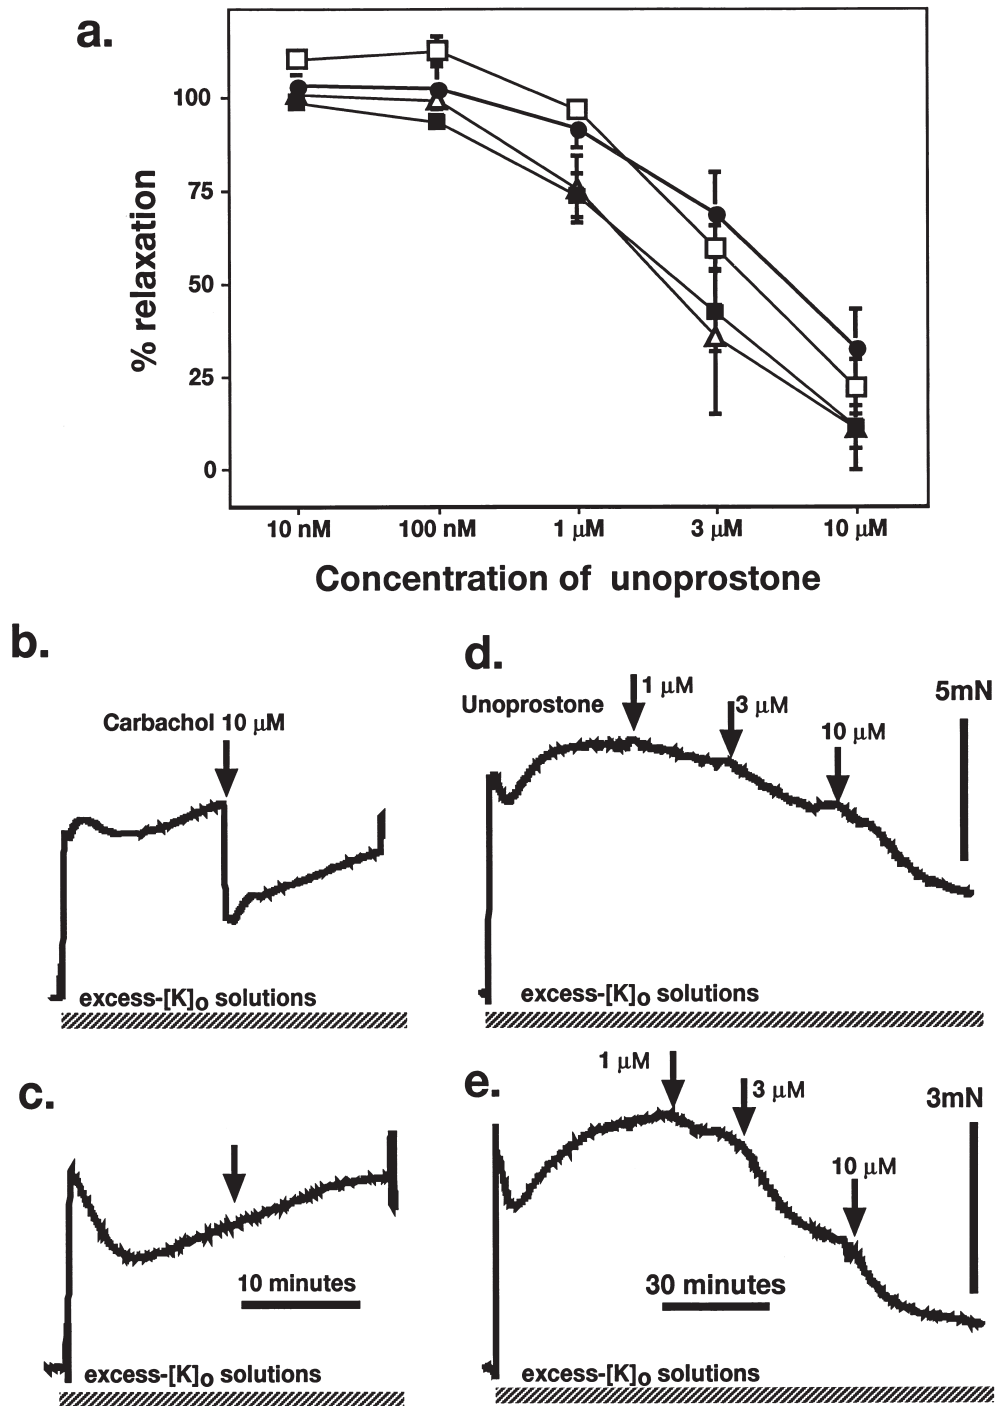 a.
% relaxation
100
75
50
25
0
10 nM 100 nM 1 μM 3 μM 10 μM
Concentration of unoprostone
b.
Carbachol 10 μM
excess-[K]o solutions
d.
Unoprostone
1 μM
3 μM
10 μM
5mN
excess-[K]o solutions
c.
10 minutes
excess-[K]o solutions
e.
1 μM
3 μM
10 μM
3mN
30 minutes
excess-[K]o solutions